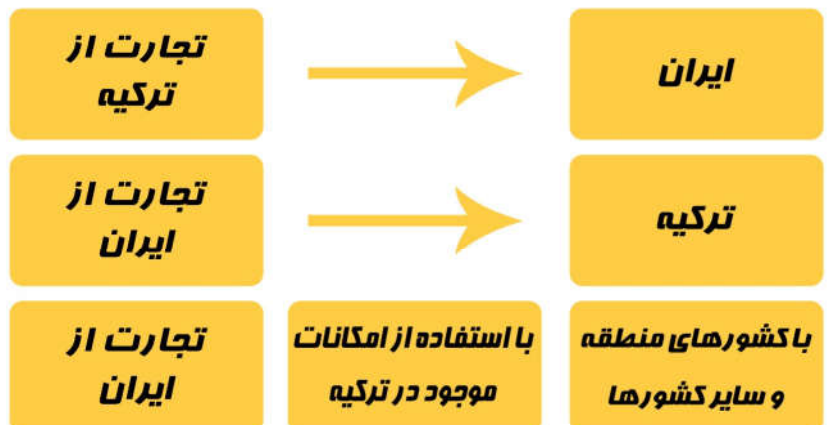 تجارت از
ترکیه
ایران
تجارت از
ایران
ترکیه
تجارت از
ایران
با استفاده از امکانات
موجود در ترکیه
با کشورهای منطقه
و سایر کشورها